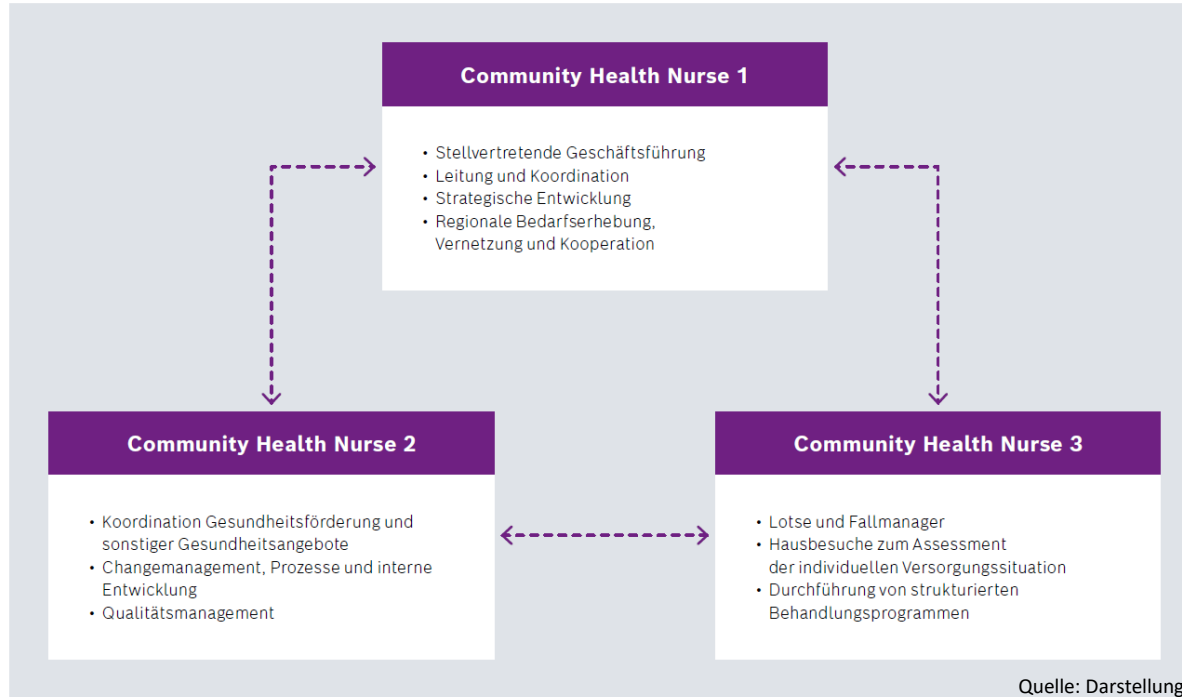 Community Health Nurse 1
• Stellvertretende Geschäftsführung
• Leitung und Koordination
• Strategische Entwicklung
• Regionale Bedarfserhebung,
Vernetzung und Kooperation
Community Health Nurse 2
• Koordination Gesundheitsförderung und
sonstiger Gesundheitsangebote
• Changemanagement, Prozesse und interne
Entwicklung
• Qualitätsmanagement
Community Health Nurse 3
• Lotse und Fallmanager
• Hausbesuche zum Assessment
der individuellen Versorgungssituation
• Durchführung von strukturierten
Behandlungsprogrammen
Quelle: Darstellung